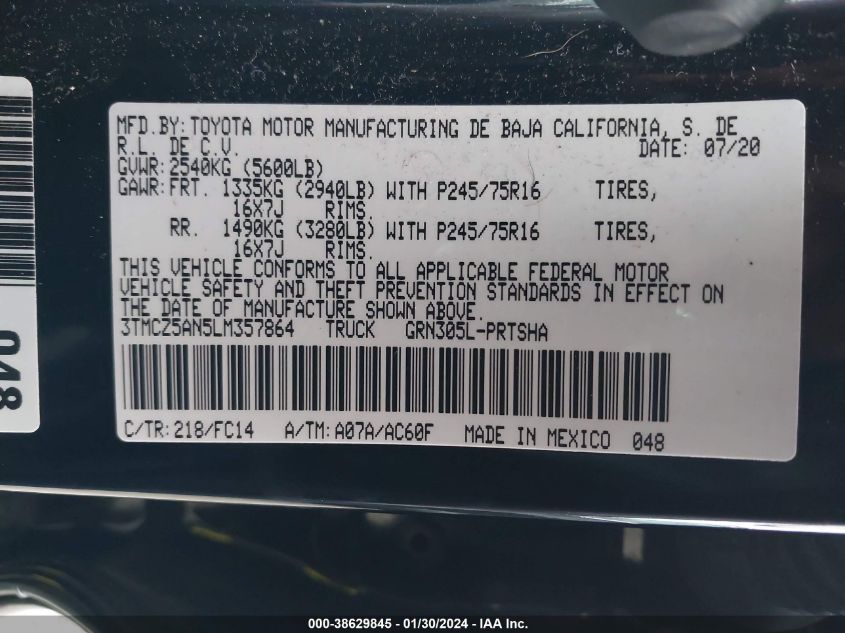 MFD.BY: TOYOTA MOTOR MANUFACTURING DE BAJA CALIFORNIA, S. DE
R.L. DE C.V. DATE: 07/20
GVWR: 2540KG (5600LB)
GAWR: FRT. 1335KG (2940LB) WITH P245/75R16 TIRES,
16X7J RIMS.
RR. 1490KG (3280LB) WITH P245/75R16 TIRES,
16X7J RIMS.
THIS VEHICLE CONFORMS TO ALL APPLICABLE FEDERAL MOTOR
VEHICLE SAFETY AND THEFT PREVENTION STANDARDS IN EFFECT ON
THE DATE OF MANUFACTURE SHOWN ABOVE.
3TMCZ5AN5LM357864 TRUCK GRN305L-PRTSHA
C/TR: 218/FC14 A/TM: A07A/AC60F MADE IN MEXICO 048
048
000-38629845 - 01/30/2024 - IAA Inc.